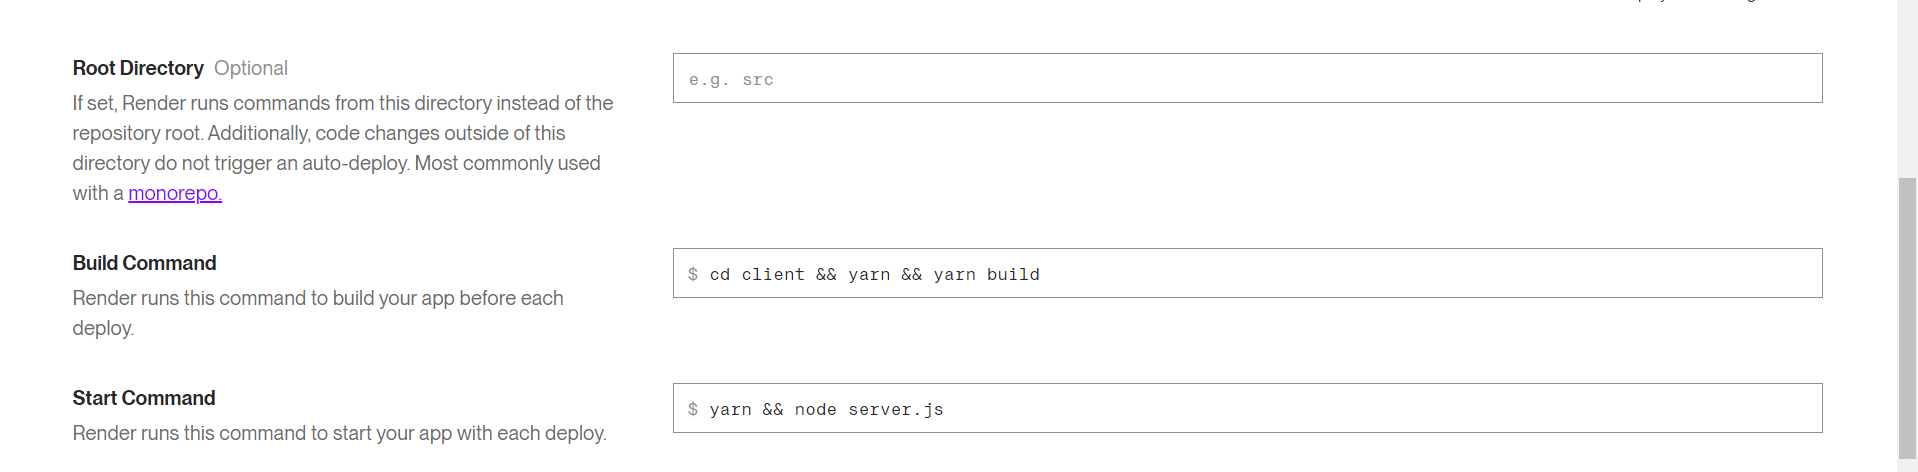 Root Directory Optional
e.g. src
If set, Render runs commands from this directory instead of the
repository root. Additionally, code changes outside of this
directory do not trigger an auto-deploy. Most commonly used
with a monorepo.
Build Command
$ cd client && yarn && yarn build
Render runs this command to build your app before each
deploy.
Start Command
$ yarn && node server.js
Render runs this command to start your app with each deploy.